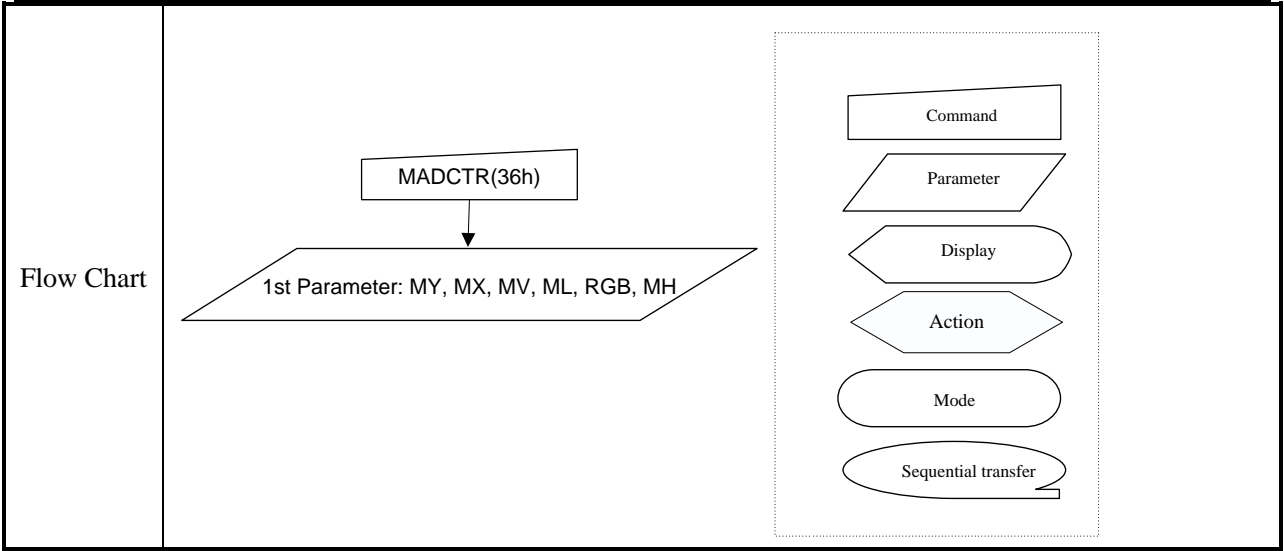 Flow Chart
MADCTR(36h)
1st Parameter: MY, MX, MV, ML, RGB, MH
Command
Parameter
Display
Action
Mode
Sequential transfer